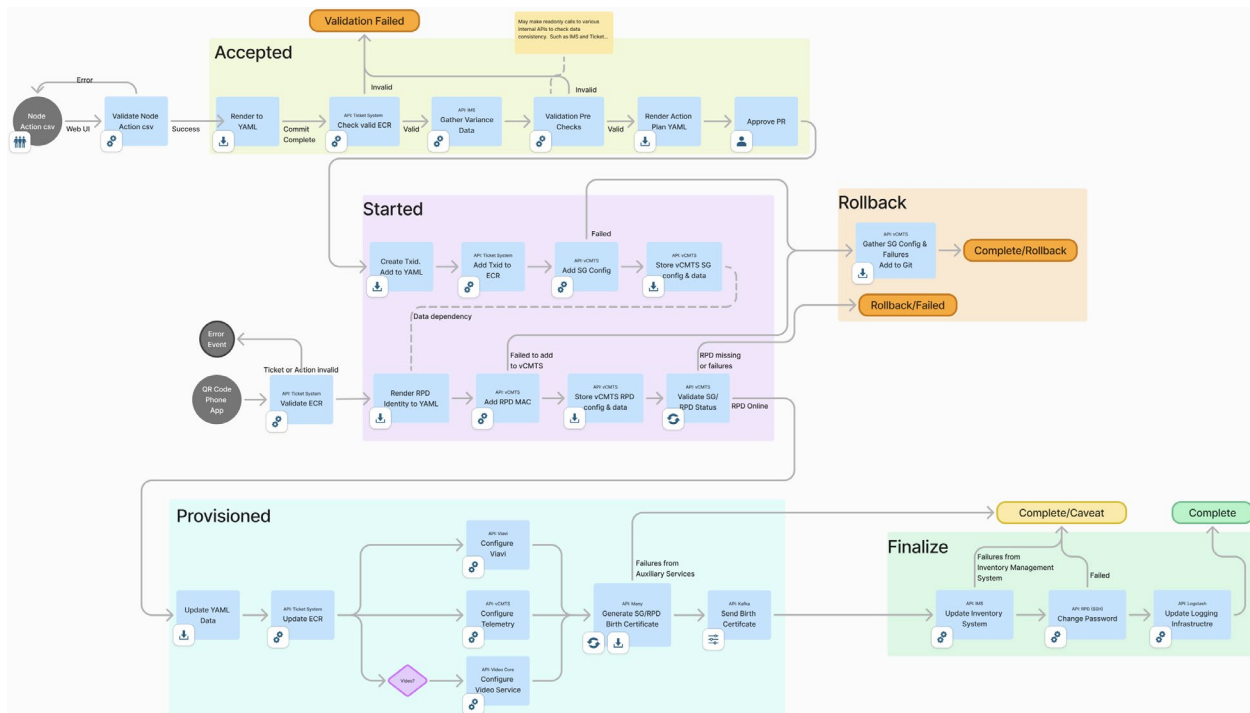 Validation Failed
May make readonly calls to various
internal APIs to check data
consistency. Such as IMS and Ticket...
Accepted
Error
Invalid
Invalid
Node
Action csv
Web UI
Validate Node
Action csv
Success
Render to
YAML
Commit
Complete
API: Ticket System
Check valid ECR
Valid
API: IMS
Gather Variance
Data
Validation Pre
Checks
Valid
Render Action
Plan YAML
Approve PR
Started
Rollback
Failed
Create Txid.
Add to YAML
API: Ticket System
Add Txid to
ECR
API: vCMTS
Add SG Config
API: vCMTS
Store vCMTS SG
config & data
API: vCMTS
Gather SG Config &
Failures
Add to Git
Complete/Rollback
Rollback/Failed
Data dependency
Error
Event
Failed to add
to vCMTS
RPD missing
or failures
Ticket or Action invalid
QR Code
Phone
App
API: Ticket System
Validate ECR
Render RPD
Identity to YAML
API: vCMTS
Add RPD MAC
API: vCMTS
Store vCMTS RPD
config & data
API: vCMTS
Validate SG/
RPD Status
RPD Online
Provisioned
Complete/Caveat
Complete
Finalize
API: Viavi
Configure
Viavi
Failures from
Auxiliary Services
Failures from
Inventory Management
System
Failed
Update YAML
Data
API: Ticket System
Update ECR
API: vCMTS
Configure
Telemetry
API: Many
Generate SG/RPD
Birth Certificate
API: Kafka
Send Birth
Certifcate
API: IMS
Update Inventory
System
API: RPD (SSH)
Change Password
API: Logstash
Update Logging
Infrastructre
Video?
API: Video Core
Configure
Video Service